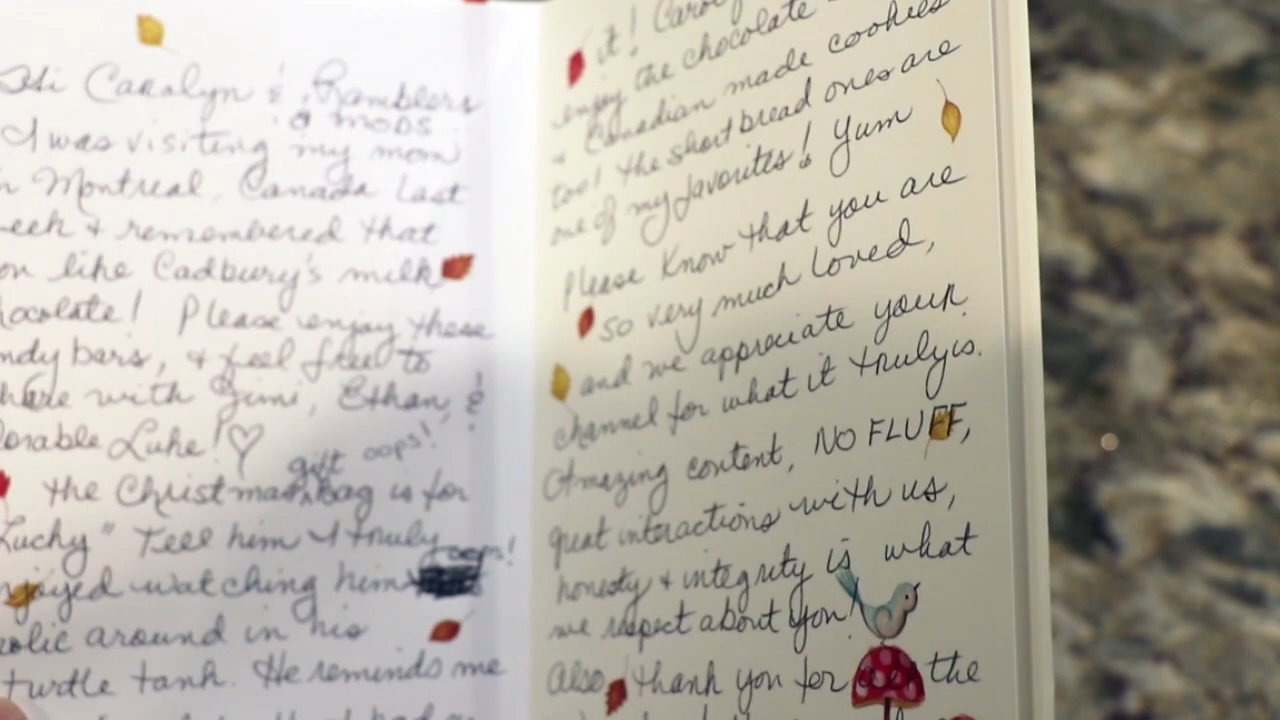 Hi Carolyn & Ramblers
& mods
I was visiting my mom
Montreal, Canada last
eek & remembered that
ou like Cadbury's milk
hocolate! Please enjoy these
ndy bars, & feel free to
hare with Jimi, Ethan, &
dorable Luke! ♡
oops!
gift
the Christmas bag is for
Lucky" Tell him I truly
oops!
njoyed watching him
rolic around in his
turtle tank. He reminds me
it!
enjoy the chocolate
& Canadian made cookies
too! the shortbread ones are
one of my favorites! Yum
Please Know that you are
so very much loved,
and we appreciate your
channel for what it truly is.
Amazing content, NO FLUFF,
great interactions with us,
honesty & integrity is what
we respect about you!
Also, thank you for the